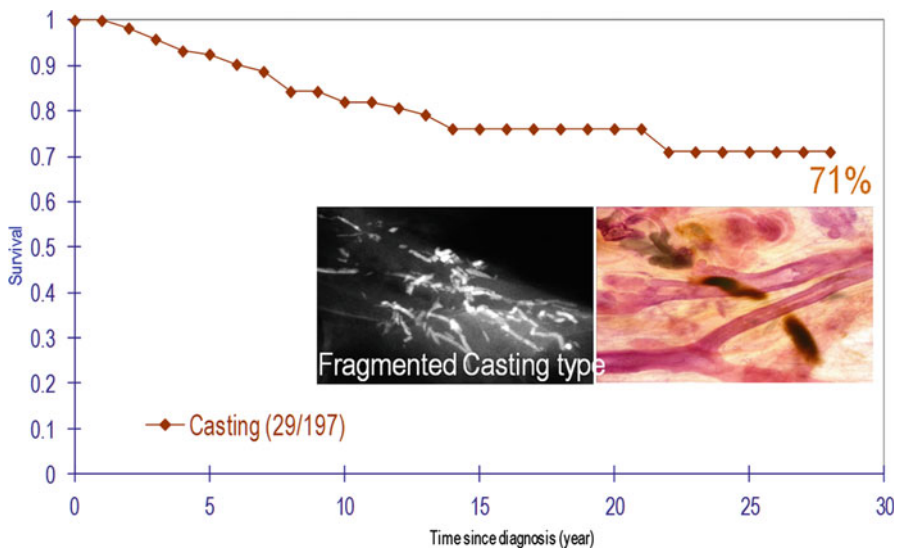 1
0.9
0.8
0.7
0.6
0.5
0.4
0.3
0.2
0.1
0
Survival
71%
Fragmented Casting type
Casting (29/197)
0 5 10 15 20 25 30
Time since diagnosis (year)